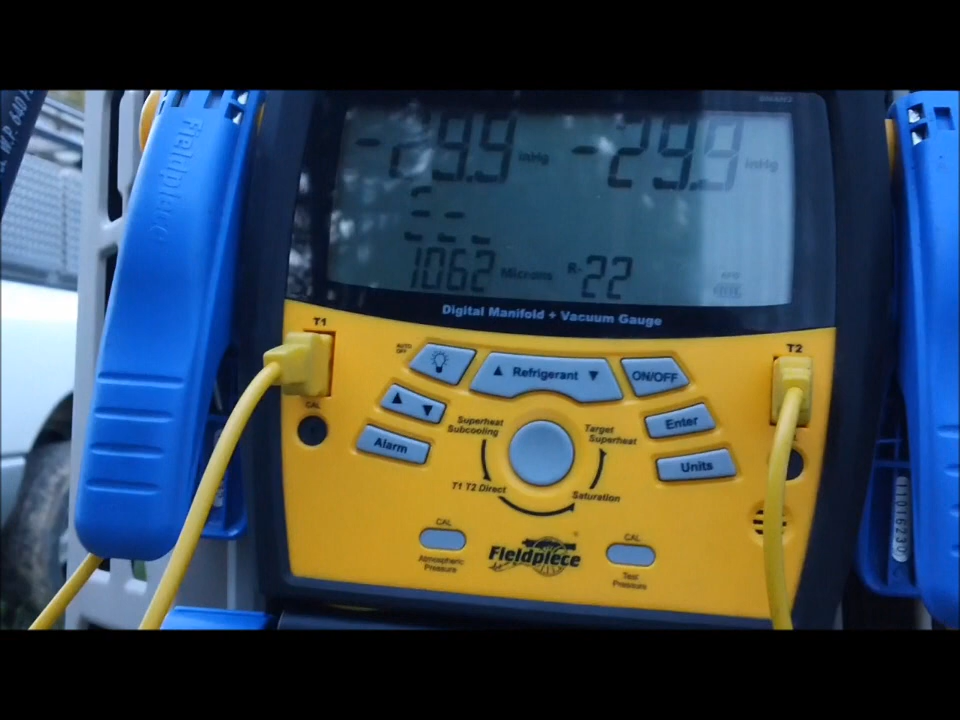 W.P. 640 P
Fieldpiece
-29.9 inHg -29.9 inHg
1062 Microns R-22
Digital Manifold + Vacuum Gauge
T1
T2
AUTO
OFF
Refrigerant
ON/OFF
CAL
Enter
Alarm
Units
Superheat
Subcooling
Target
Superheat
T1 T2 Direct
Saturation
CAL
Atmospheric
Pressure
Fieldpiece
CAL
Test
Pressure